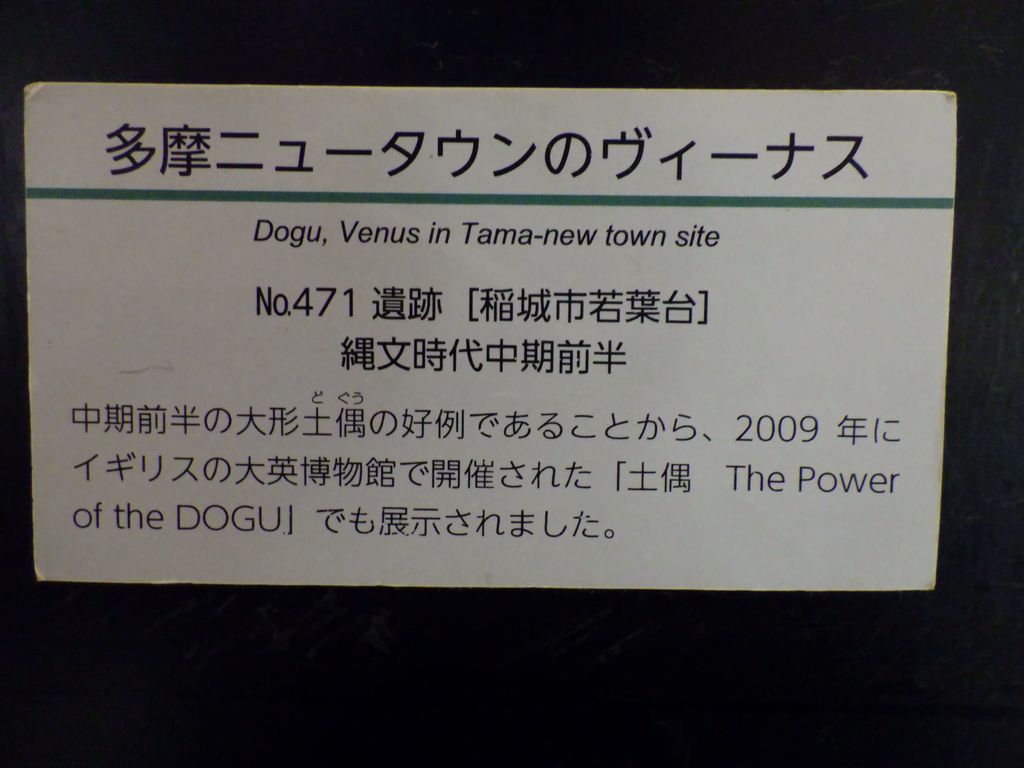 多摩ニュータウンのヴィーナス
Dogu, Venus in Tama-new town site
No.471 遺跡［稲城市若葉台］
縄文時代中期前半
ど ぐう
中期前半の大形土偶の好例であることから、2009 年に
イギリスの大英博物館で開催された「土偶　The Power
of the DOGU」でも展示されました。